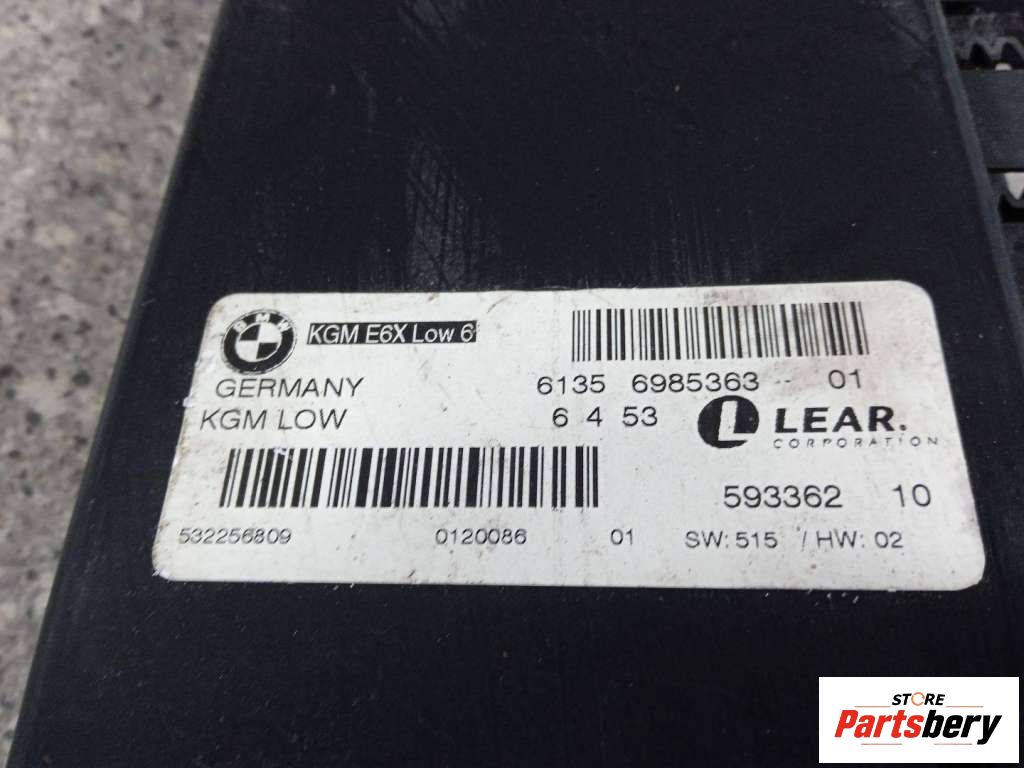 BMW
KGM E6X Low 6
GERMANY 6135 6985363 - 01
KGM LOW 6 4 53 L LEAR.
CORPORATION
593362 10
532256809 0120086 01 SW: 515 / HW: 02
STORE
Partsbery